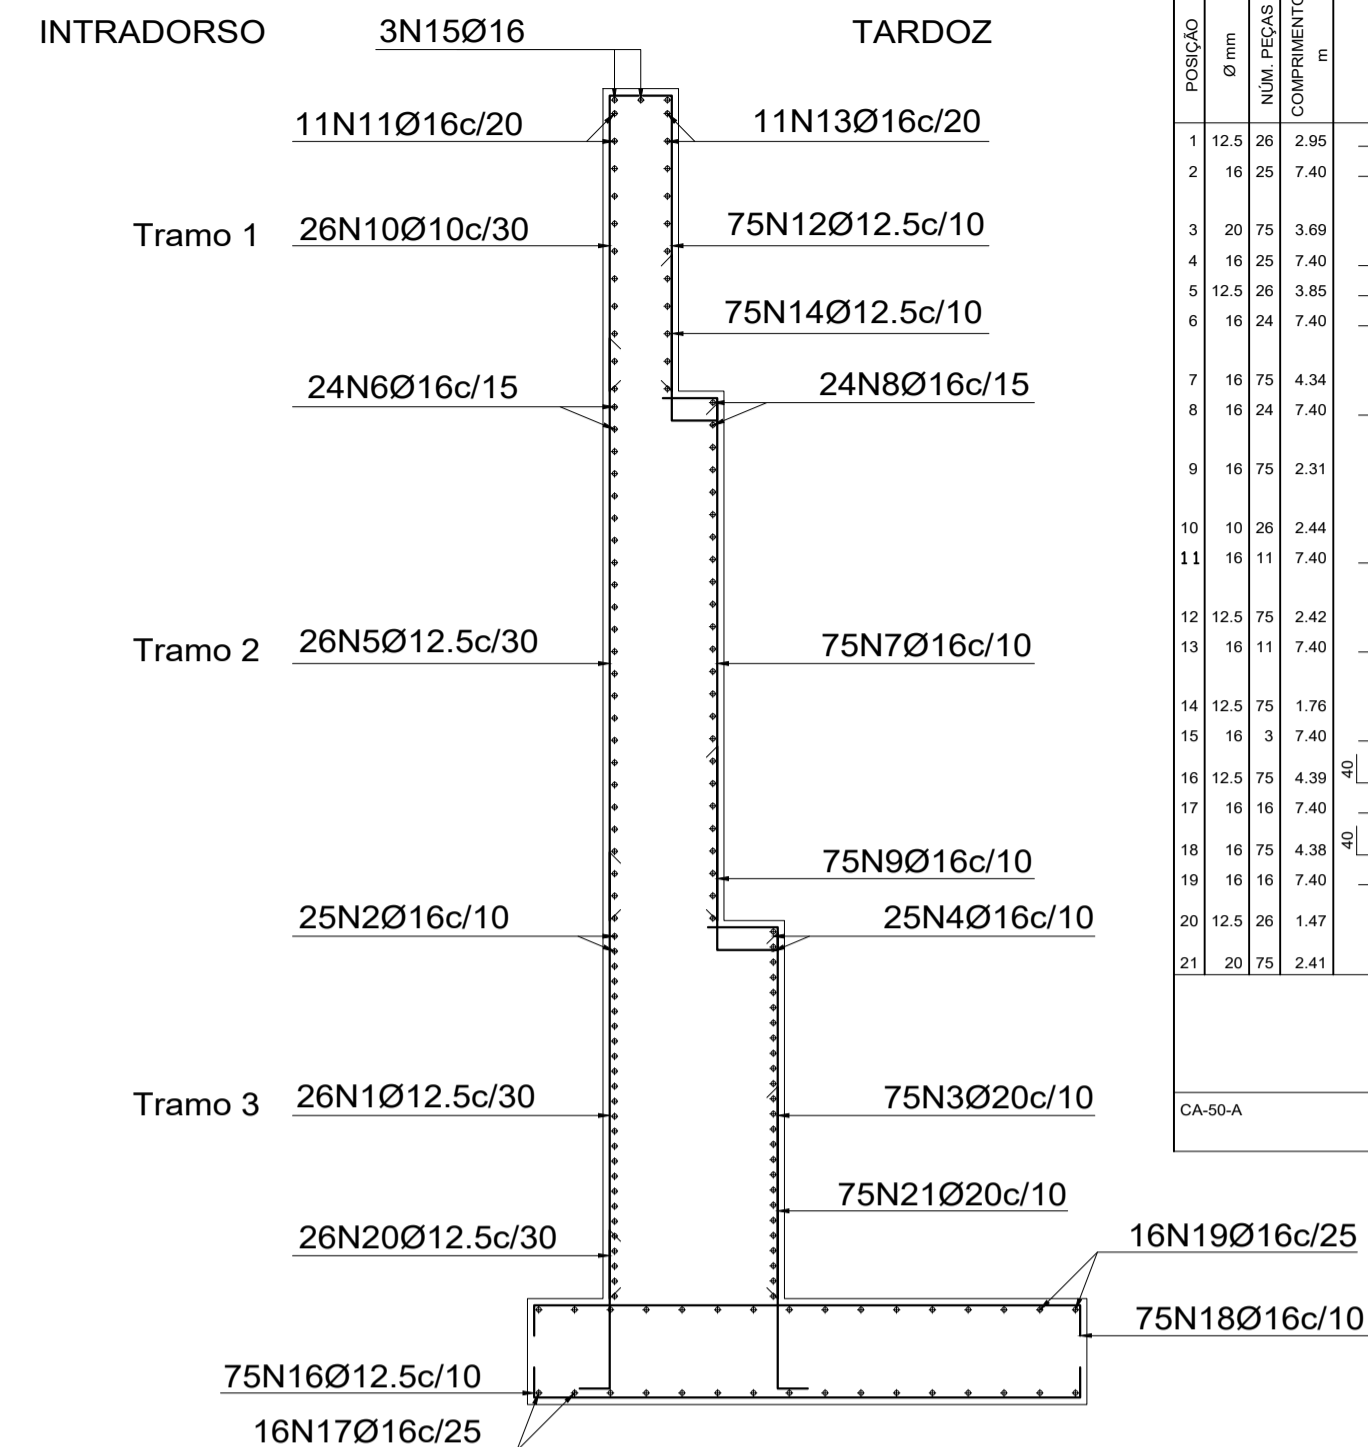 INTRADORSO
3N15Ø16
TARDOZ
11N11Ø16c/20
11N13Ø16c/20
Tramo 1
26N10Ø10c/30
75N12Ø12.5c/10
75N14Ø12.5c/10
24N6Ø16c/15
24N8Ø16c/15
Tramo 2
26N5Ø12.5c/30
75N7Ø16c/10
75N9Ø16c/10
25N2Ø16c/10
25N4Ø16c/10
Tramo 3
26N1Ø12.5c/30
75N3Ø20c/10
75N21Ø20c/10
26N20Ø12.5c/30
16N19Ø16c/25
75N18Ø16c/10
75N16Ø12.5c/10
16N17Ø16c/25
POSIÇÃO
Ø mm
NÚM. PEÇAS
COMPRIMENTO
m
1 12.5 26 2.95
2 16 25 7.40
3 20 75 3.69
4 16 25 7.40
5 12.5 26 3.85
6 16 24 7.40
7 16 75 4.34
8 16 24 7.40
9 16 75 2.31
10 10 26 2.44
11 16 11 7.40
12 12.5 75 2.42
13 16 11 7.40
14 12.5 75 1.76
15 16 3 7.40
16 12.5 75 4.39 40
17 16 16 7.40
18 16 75 4.38 40
19 16 16 7.40
20 12.5 26 1.47
21 20 75 2.41
CA-50-A